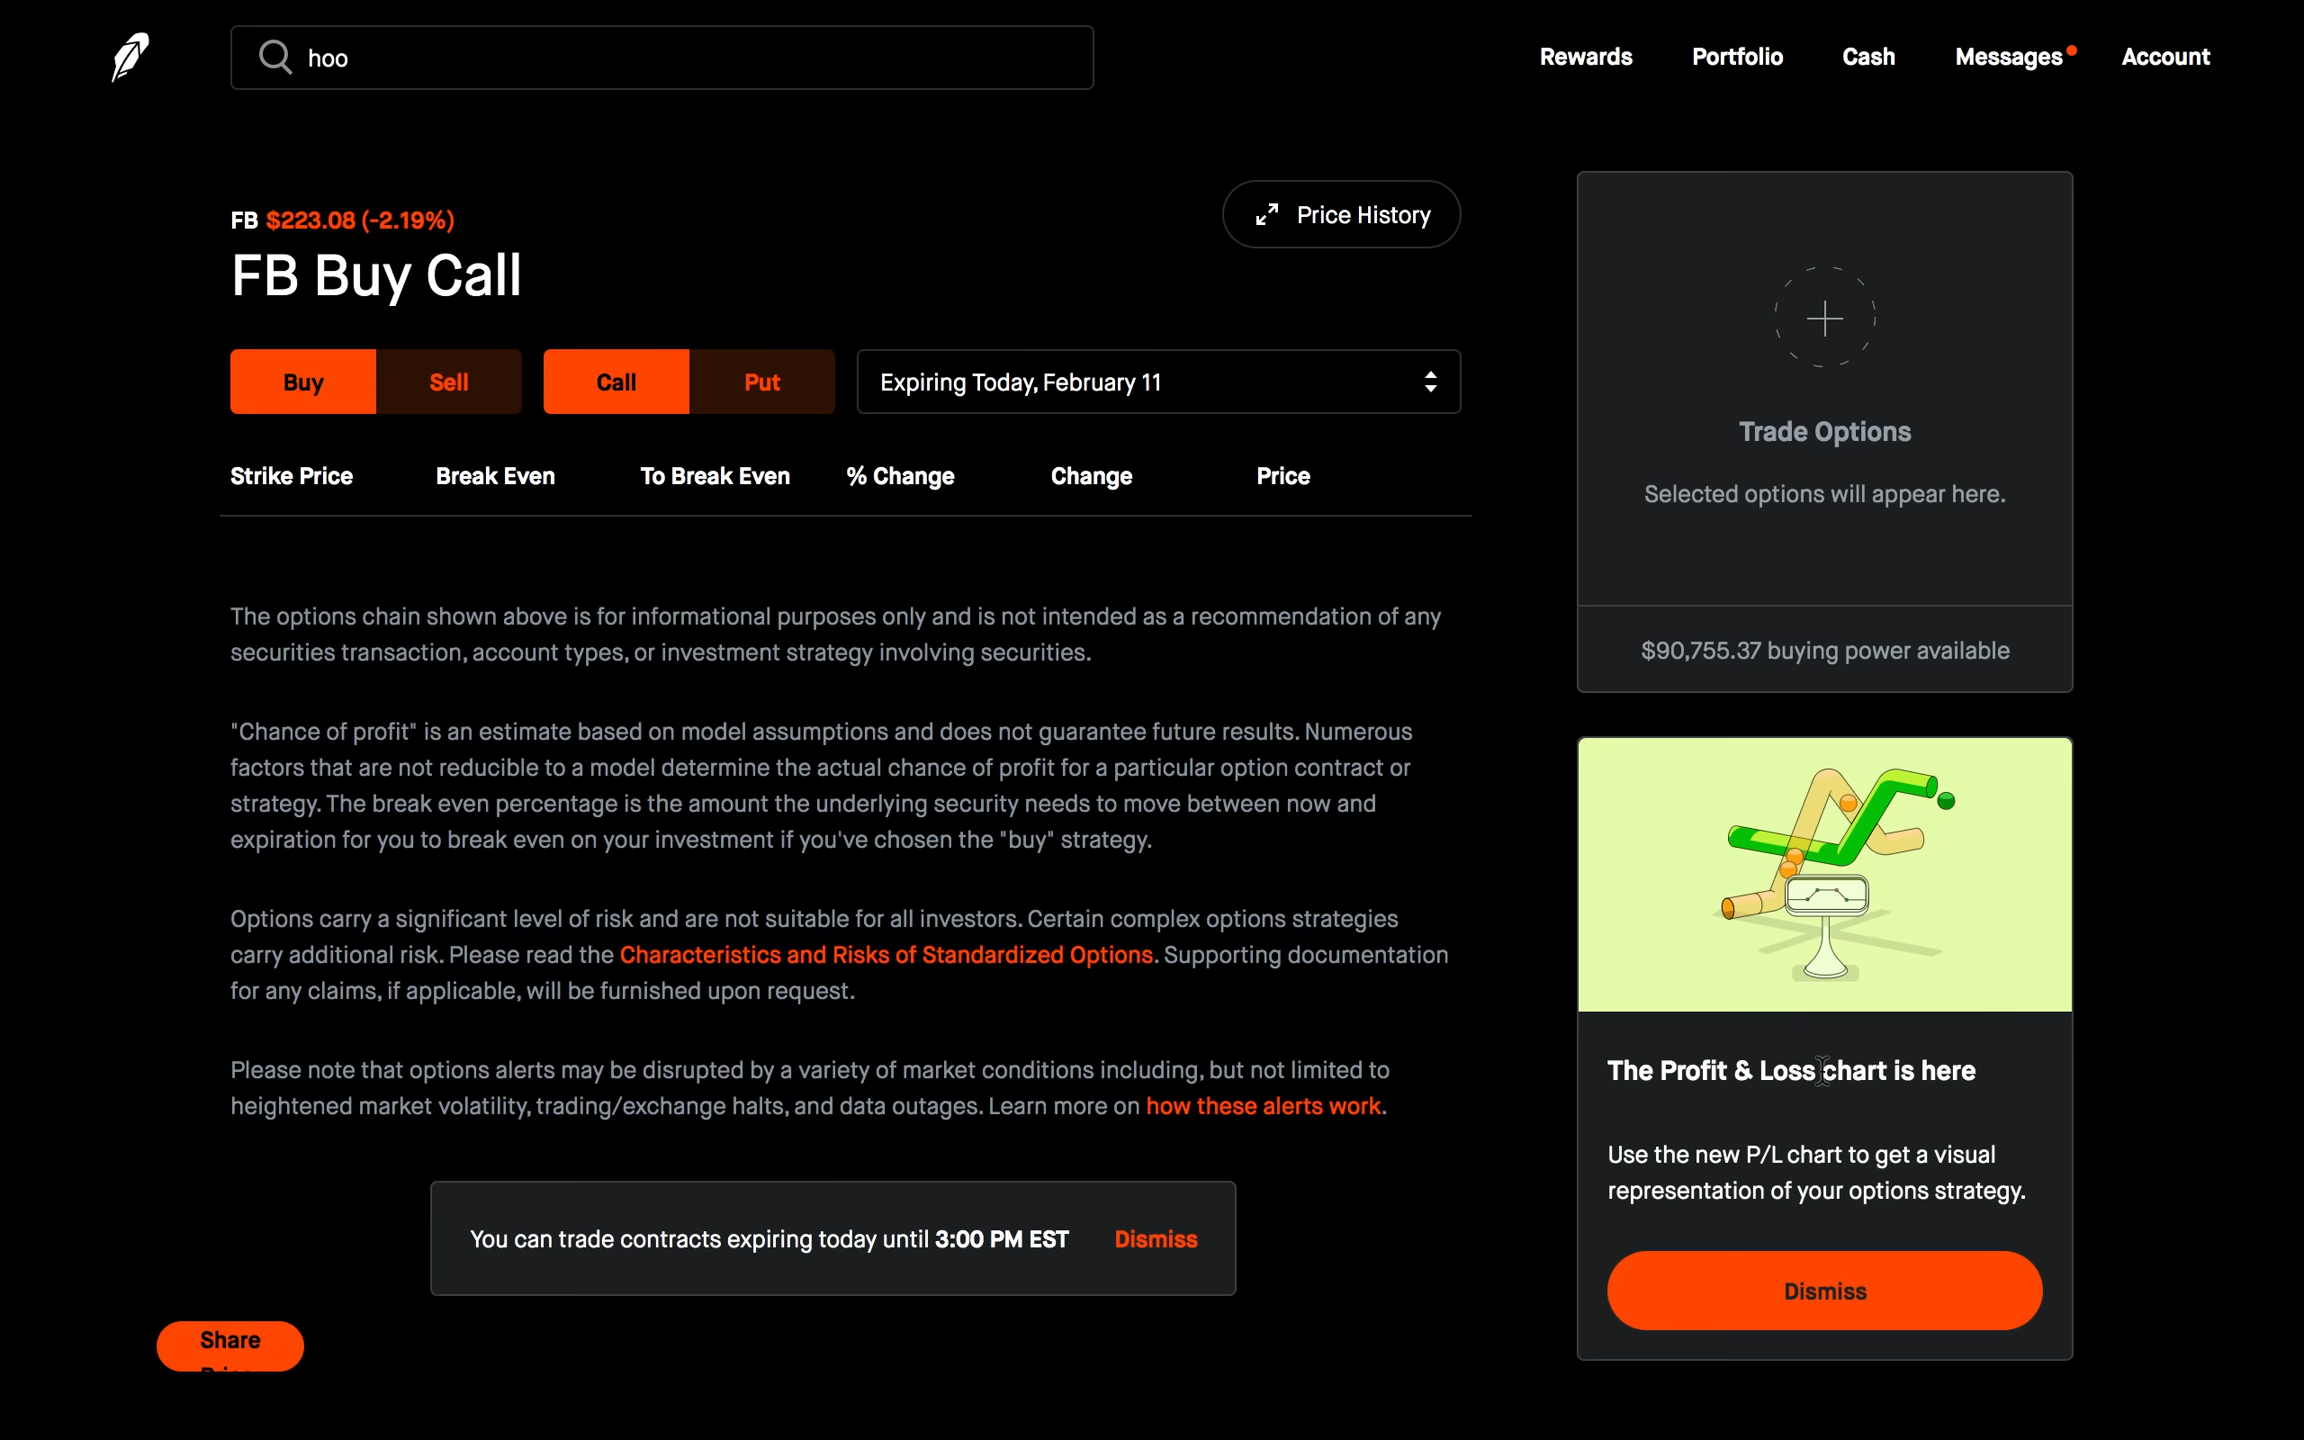 hoo
Rewards
Portfolio
Cash
Messages
Account
FB $223.08 (-2.19%)
FB Buy Call
Price History
Buy
Sell
Call
Put
Expiring Today, February 11
Strike Price
Break Even
To Break Even
% Change
Change
Price
The options chain shown above is for informational purposes only and is not intended as a recommendation of any
securities transaction, account types, or investment strategy involving securities.
"Chance of profit" is an estimate based on model assumptions and does not guarantee future results. Numerous
factors that are not reducible to a model determine the actual chance of profit for a particular option contract or
strategy. The break even percentage is the amount the underlying security needs to move between now and
expiration for you to break even on your investment if you've chosen the "buy" strategy.
Options carry a significant level of risk and are not suitable for all investors. Certain complex options strategies
carry additional risk. Please read the Characteristics and Risks of Standardized Options. Supporting documentation
for any claims, if applicable, will be furnished upon request.
Please note that options alerts may be disrupted by a variety of market conditions including, but not limited to
heightened market volatility, trading/exchange halts, and data outages. Learn more on how these alerts work.
You can trade contracts expiring today until 3:00 PM EST
Dismiss
Share
Trade Options
Selected options will appear here.
$90,755.37 buying power available
The Profit & Loss chart is here
Use the new P/L chart to get a visual
representation of your options strategy.
Dismiss